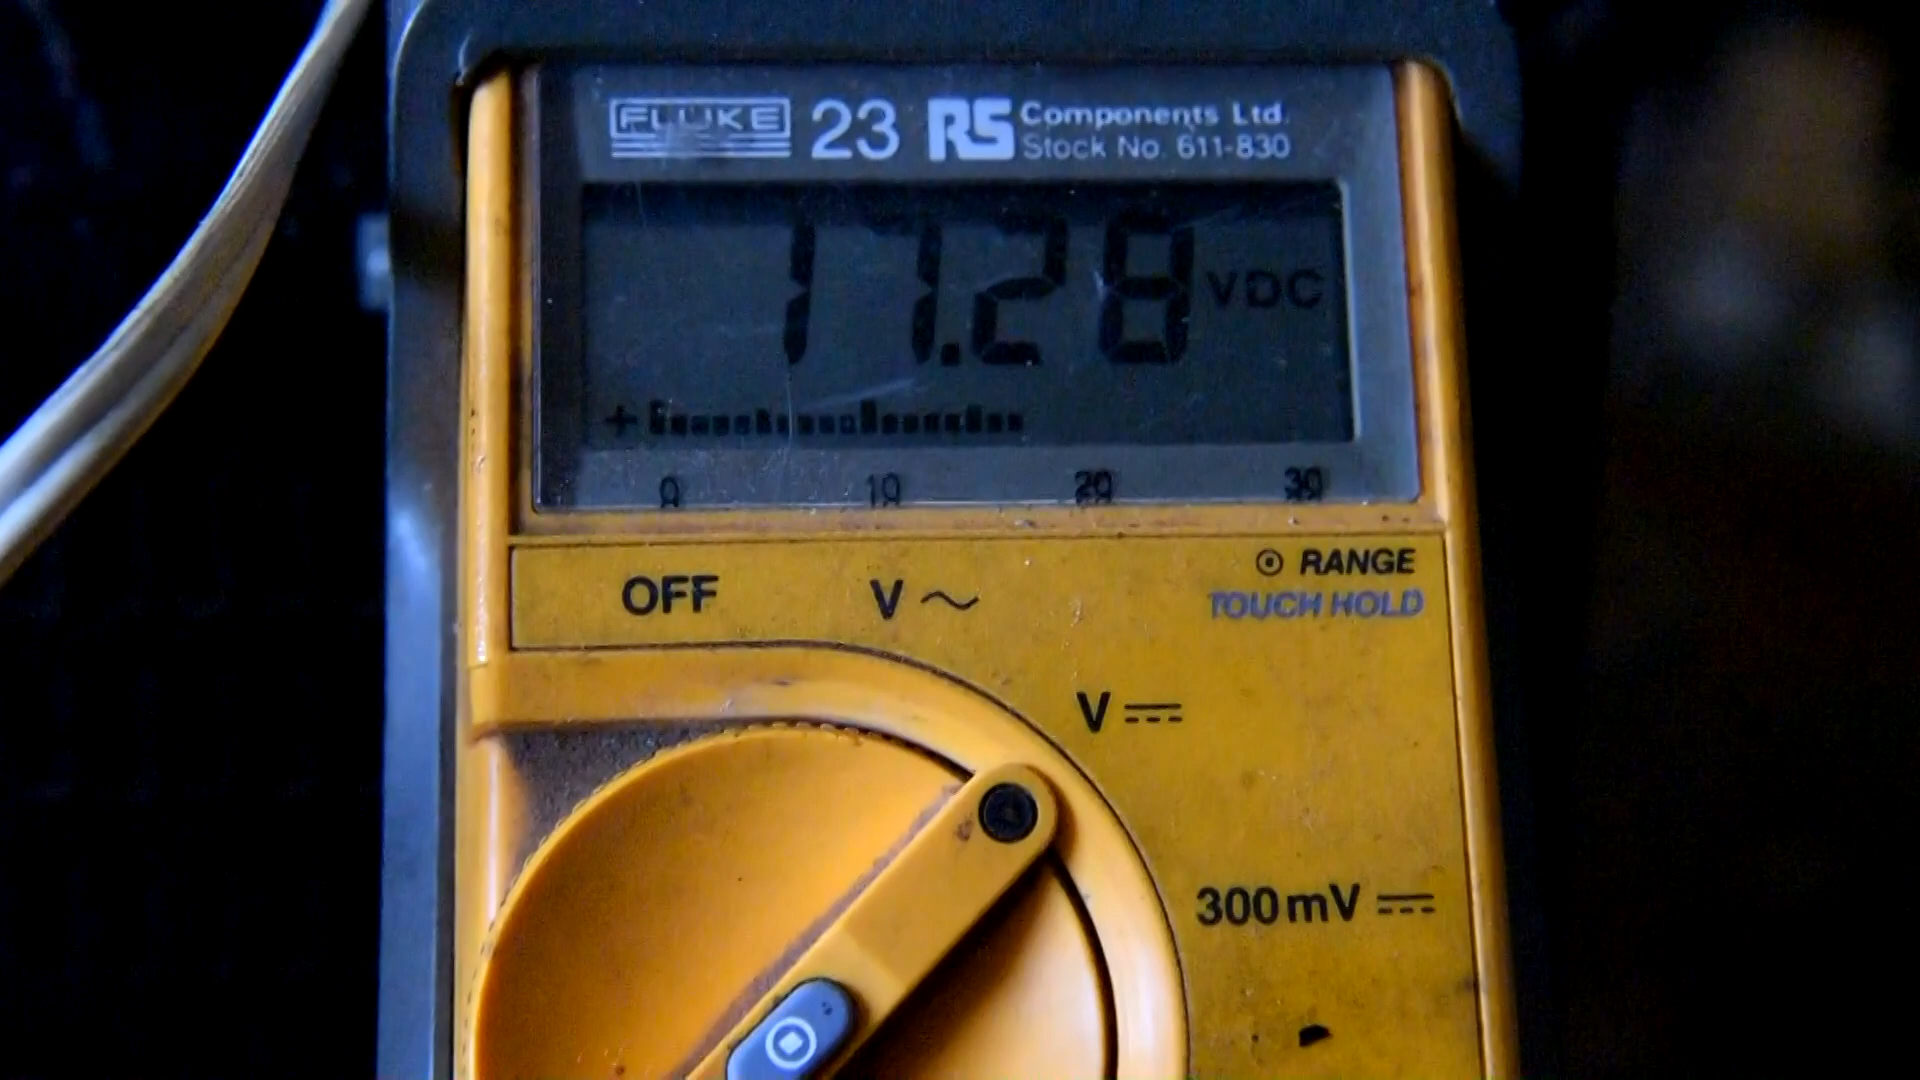 FLUKE 23 RS Components Ltd.
Stock No. 611-830
17.28 VDC
+
0 10 20 30
OFF V~ RANGE
TOUCH HOLD
V⎓
300mV⎓